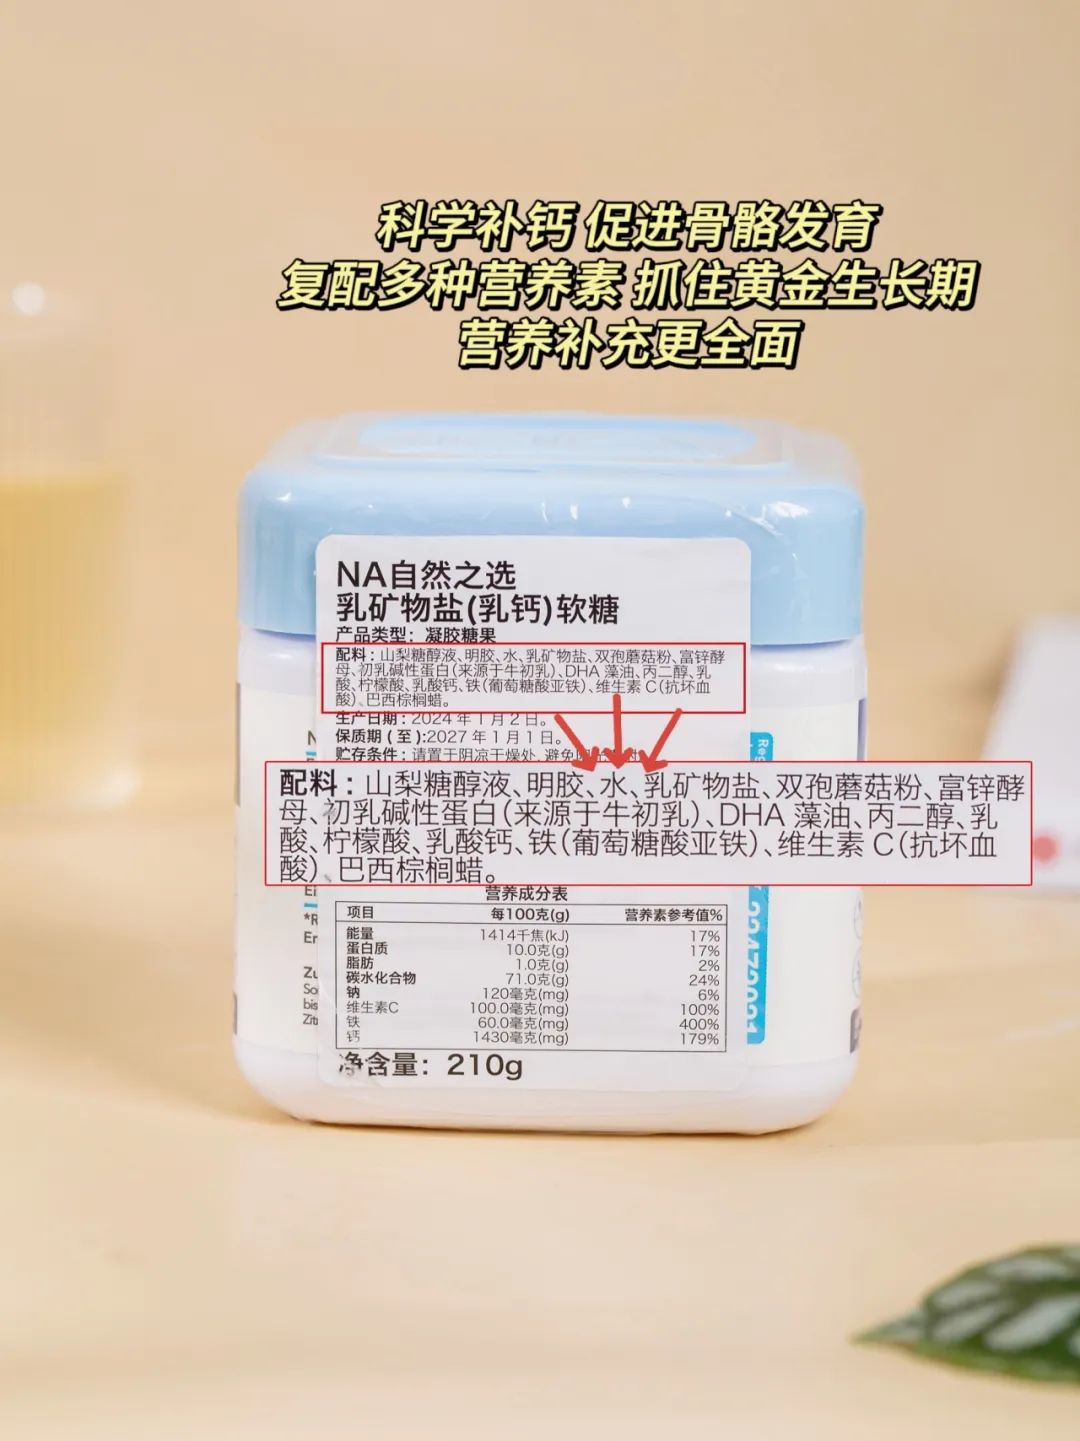 科学补钙 促进骨骼发育
复配多种营养素 抓住黄金生长期
营养补充更全面
NA自然之选
乳矿物盐(乳钙)软糖
产品类型：凝胶糖果
配料：山梨糖醇液、明胶、水、乳矿物盐、双孢蘑菇粉、富锌酵
母、初乳碱性蛋白(来源于牛初乳)、DHA 藻油、丙二醇、乳
酸、柠檬酸、乳酸钙、铁(葡萄糖酸亚铁)、维生素 C(抗坏血
酸)、巴西棕榈蜡。
生产日期：2024 年 1 月 2 日。
保质期 ( 至 ):2027 年 1 月 1 日。
贮存条件：请置于阴凉干燥处，避免
配料：山梨糖醇液、明胶、水、乳矿物盐、双孢蘑菇粉、富锌酵
母、初乳碱性蛋白(来源于牛初乳)、DHA 藻油、丙二醇、乳
酸、柠檬酸、乳酸钙、铁(葡萄糖酸亚铁)、维生素 C(抗坏血
酸)、巴西棕榈蜡。
营养成分表
项目 每100克(g) 营养素参考值%
能量 1414千焦(kJ) 17%
蛋白质 10.0克(g) 17%
脂肪 1.0克(g) 2%
碳水化合物 71.0克(g) 24%
钠 120毫克(mg) 6%
维生素C 100.0毫克(mg) 100%
铁 60.0毫克(mg) 400%
钙 1430毫克(mg) 179%
净含量：210g